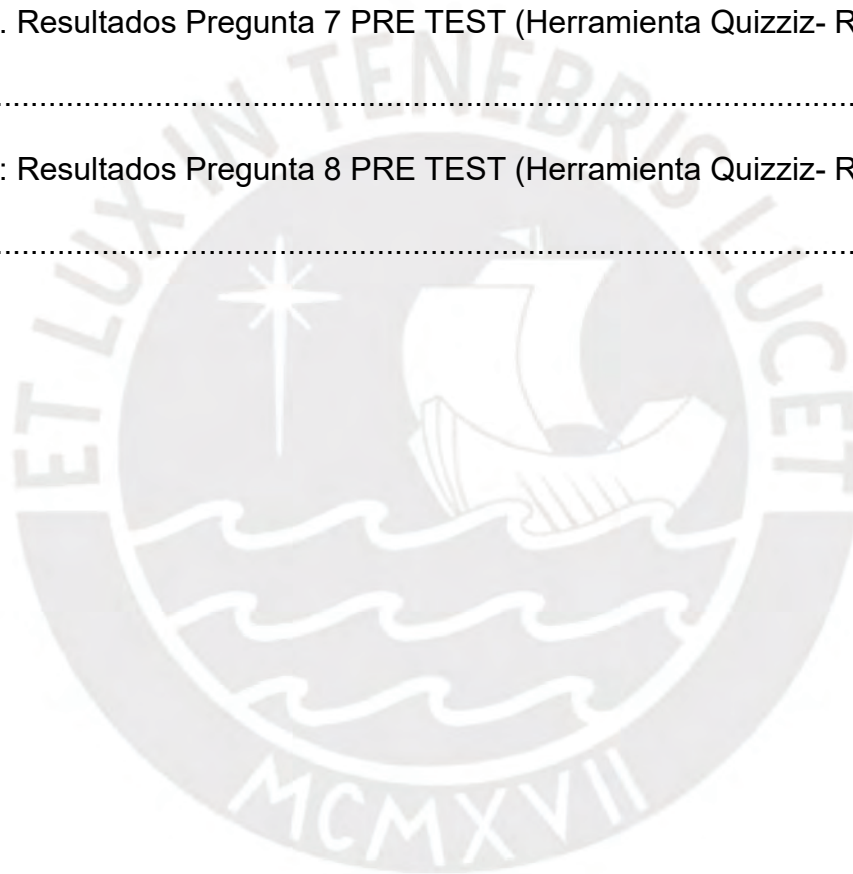 . Resultados Pregunta 7 PRE TEST (Herramienta Quizziz- R
....................................................................................................
: Resultados Pregunta 8 PRE TEST (Herramienta Quizziz- R
....................................................................................................
ET LUX IN TENEBRIS LUCET
MCMXVII